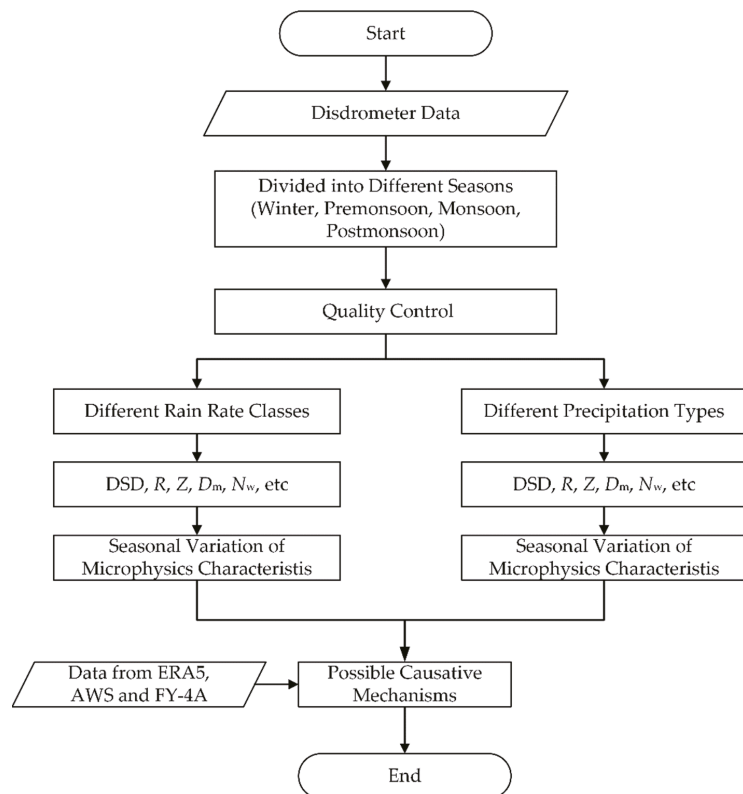 Start
Disdrometer Data
Divided into Different Seasons
(Winter, Premonsoon, Monsoon,
Postmonsoon)
Quality Control
Different Rain Rate Classes
Different Precipitation Types
DSD, R, Z, Dm, Nw, etc
DSD, R, Z, Dm, Nw, etc
Seasonal Variation of
Microphysics Characteristis
Seasonal Variation of
Microphysics Characteristis
Data from ERA5,
AWS and FY-4A
Possible Causative
Mechanisms
End